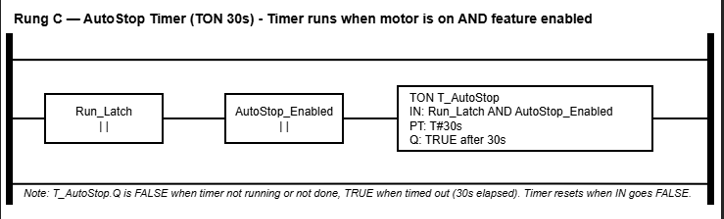 Rung C — AutoStop Timer (TON 30s) - Timer runs when motor is on AND feature enabled
Run_Latch
| |
AutoStop_Enabled
| |
TON T_AutoStop
IN: Run_Latch AND AutoStop_Enabled
PT: T#30s
Q: TRUE after 30s
Note: T_AutoStop.Q is FALSE when timer not running or not done, TRUE when timed out (30s elapsed). Timer resets when IN goes FALSE.